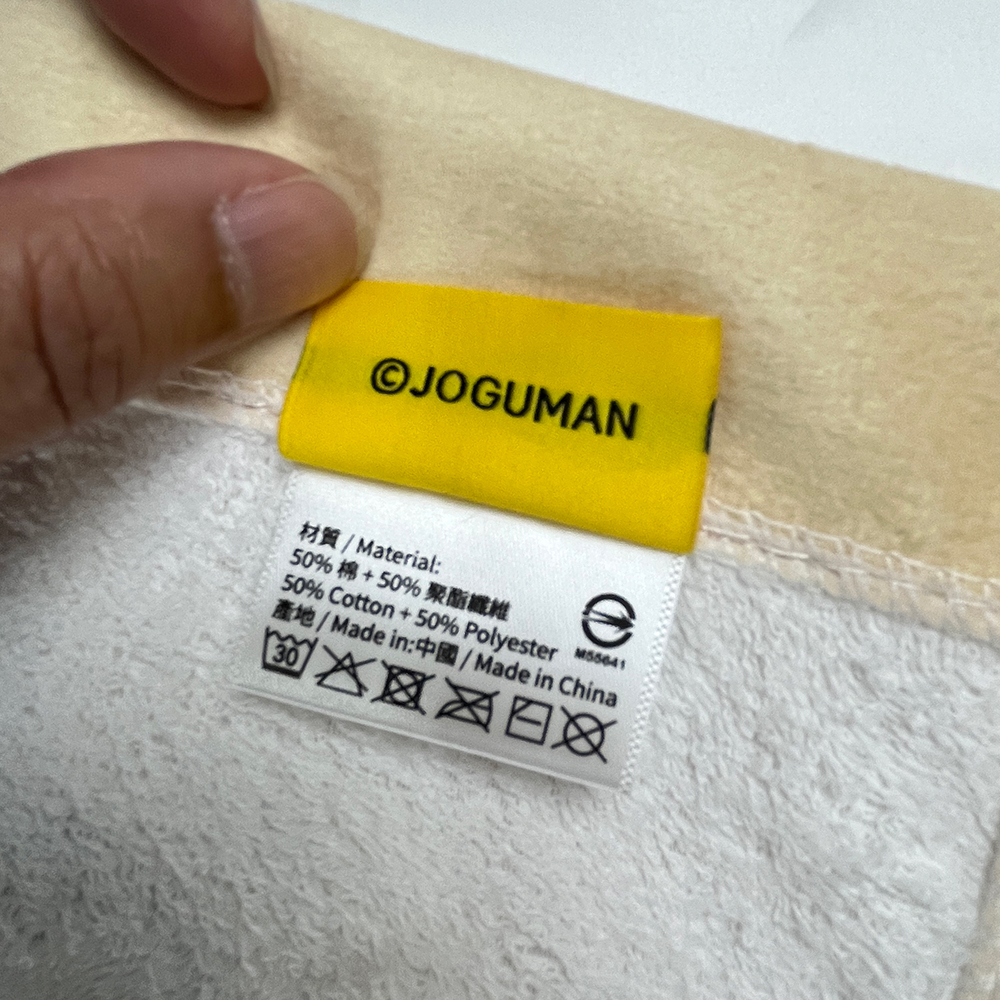 ©JOGUMAN
材質 / Material:
50% 棉 + 50% 聚酯纖維
50% Cotton + 50% Polyester
產地 / Made in:中國 / Made in China
M55641
30